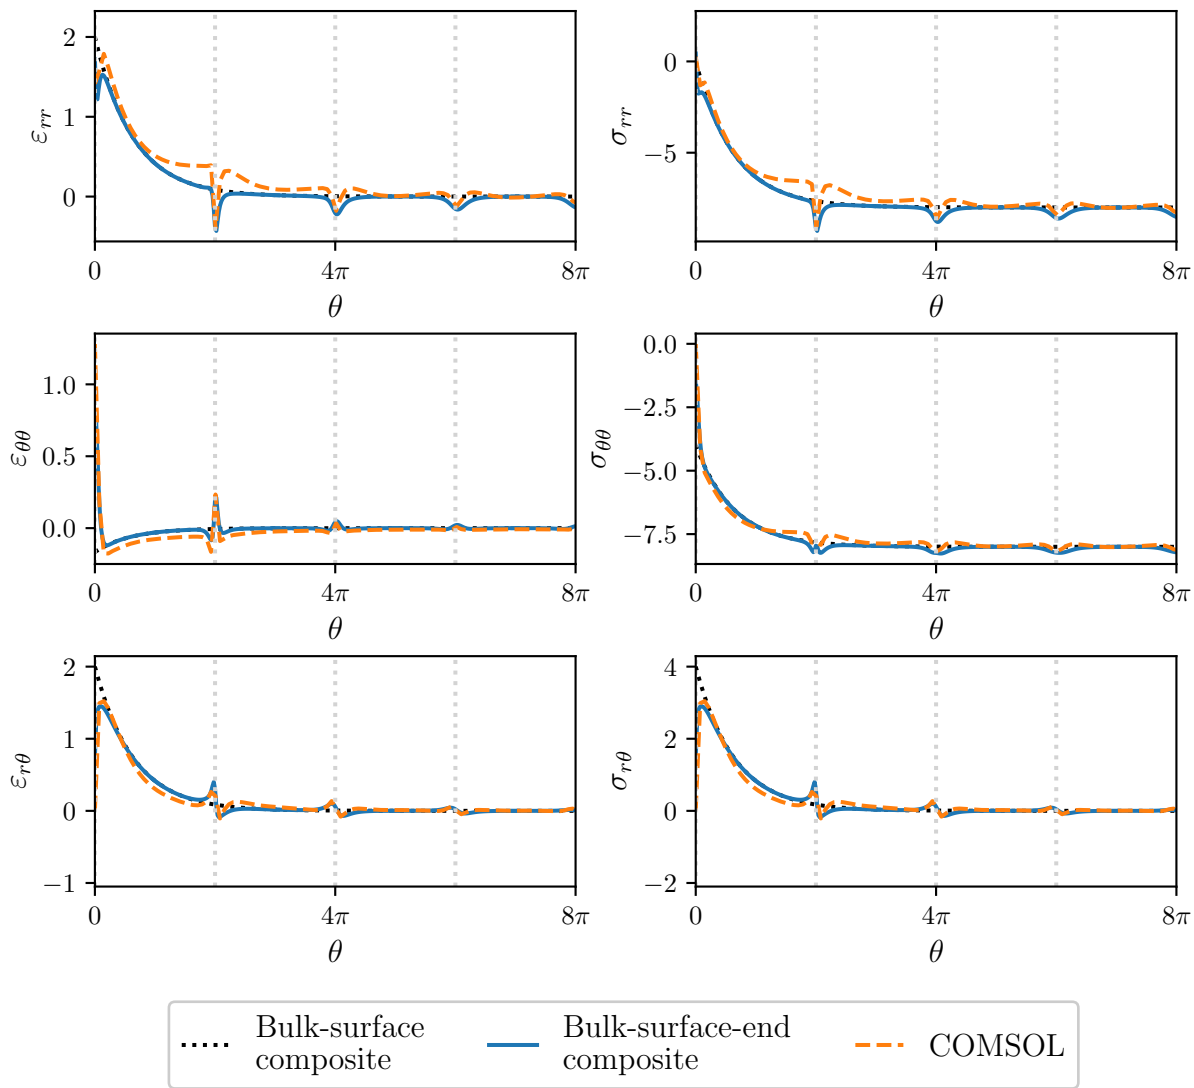 2
1
0
ε_rr
0 4π 8π
θ
0
−5
σ_rr
0 4π 8π
θ
1.0
0.5
0.0
ε_θθ
0 4π 8π
θ
0.0
−2.5
−5.0
−7.5
σ_θθ
0 4π 8π
θ
2
1
0
−1
ε_rθ
0 4π 8π
θ
4
2
0
−2
σ_rθ
0 4π 8π
θ
Bulk-surface
composite
Bulk-surface-end
composite
COMSOL